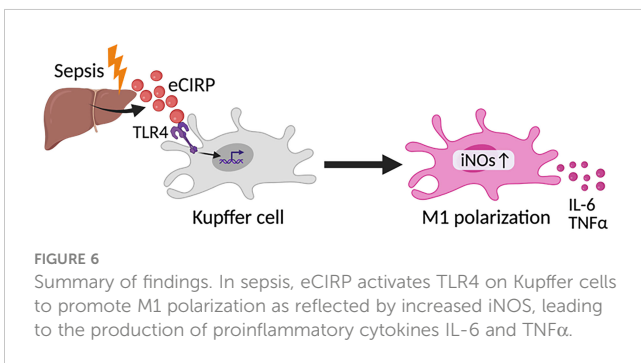 Sepsis
eCIRP
TLR4
iNOs ↑
Kupffer cell
M1 polarization
IL-6
TNFα
FIGURE 6
Summary of findings. In sepsis, eCIRP activates TLR4 on Kupffer cells
to promote M1 polarization as reflected by increased iNOS, leading
to the production of proinflammatory cytokines IL-6 and TNFα.